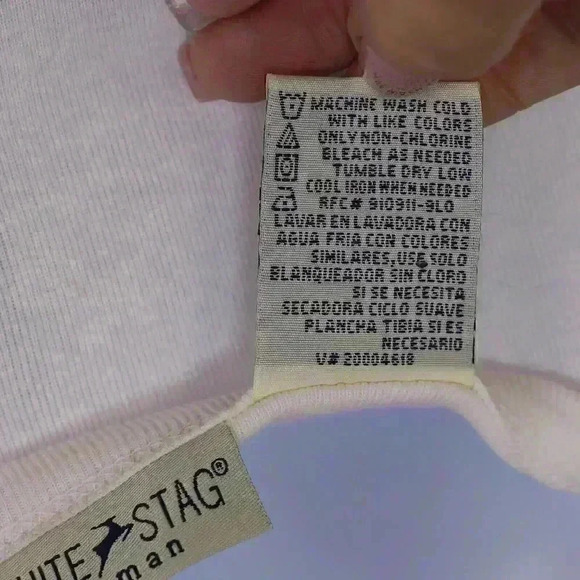 MACHINE WASH COLD
WITH LIKE COLORS
ONLY NON-CHLORINE
BLEACH AS NEEDED
TUMBLE DRY LOW
COOL IRON WHEN NEEDED
RFC# 910911-9L0
LAVAR EN LAVADORA CON
AGUA FRIA CON COLORES
SIMILARES, USE SOLO
BLANQUEADOR SIN CLORO
SI SE NECESITA
SECADORA CICLO SUAVE
PLANCHA TIBIA SI ES
NECESARIO
V# 20004618
HITE STAG®
man